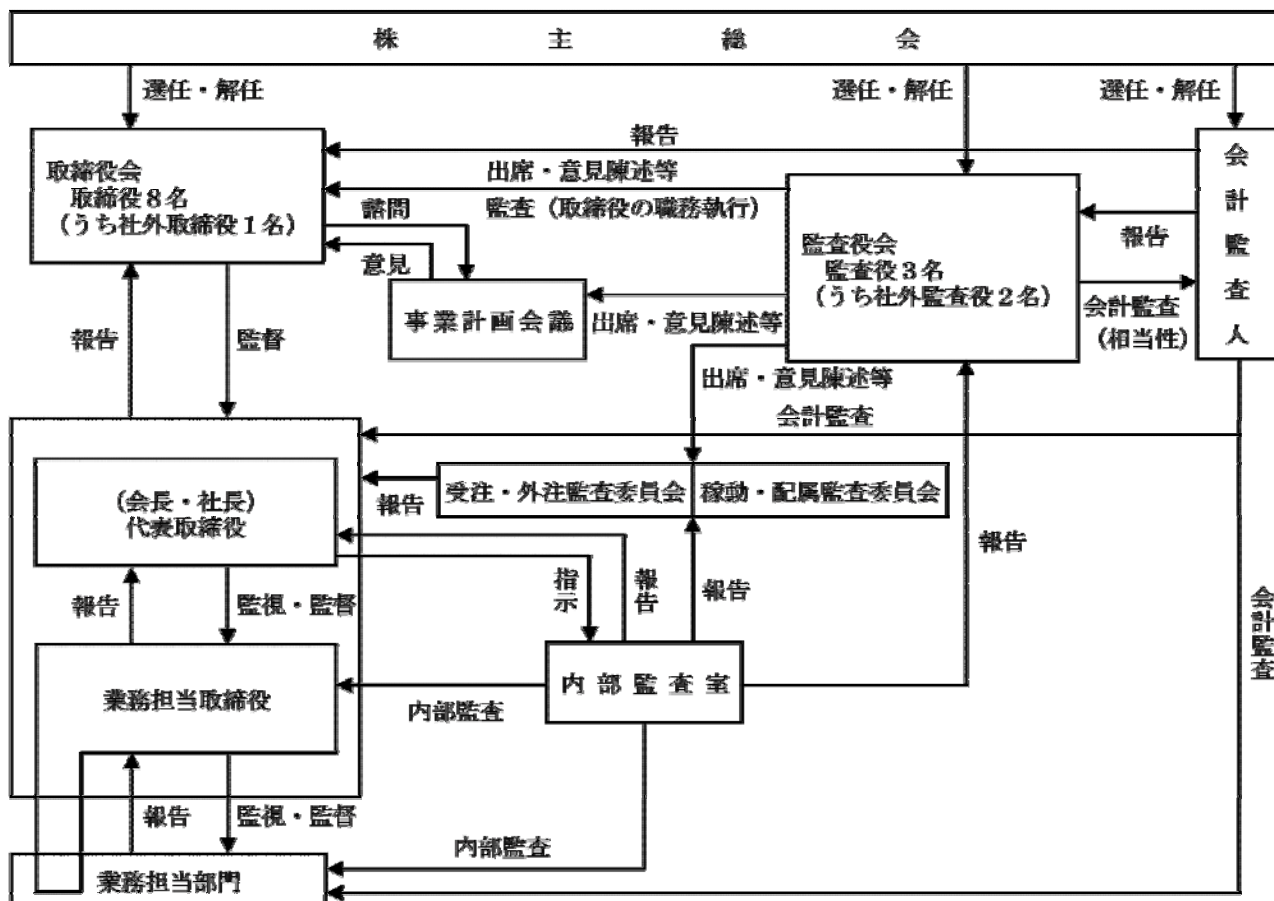 株主総会
選任・解任
選任・解任
選任・解任
報告
取締役会
取締役8名
(うち社外取締役1名)
出席・意見陳述等
監査(取締役の職務執行)
諮問
意見
事業計画会議
監査役会
監査役3名
(うち社外監査役2名)
会計監査人
報告
会計監査
(相当性)
出席・意見陳述等
出席・意見陳述等
報告
監督
会計監査
(会長・社長)
代表取締役
報告
受注・外注監査委員会
稼動・配属監査委員会
報告
監視・監督
指示
報告
報告
報告
会計監査
業務担当取締役
内部監査室
内部監査
報告
監視・監督
内部監査
業務担当部門